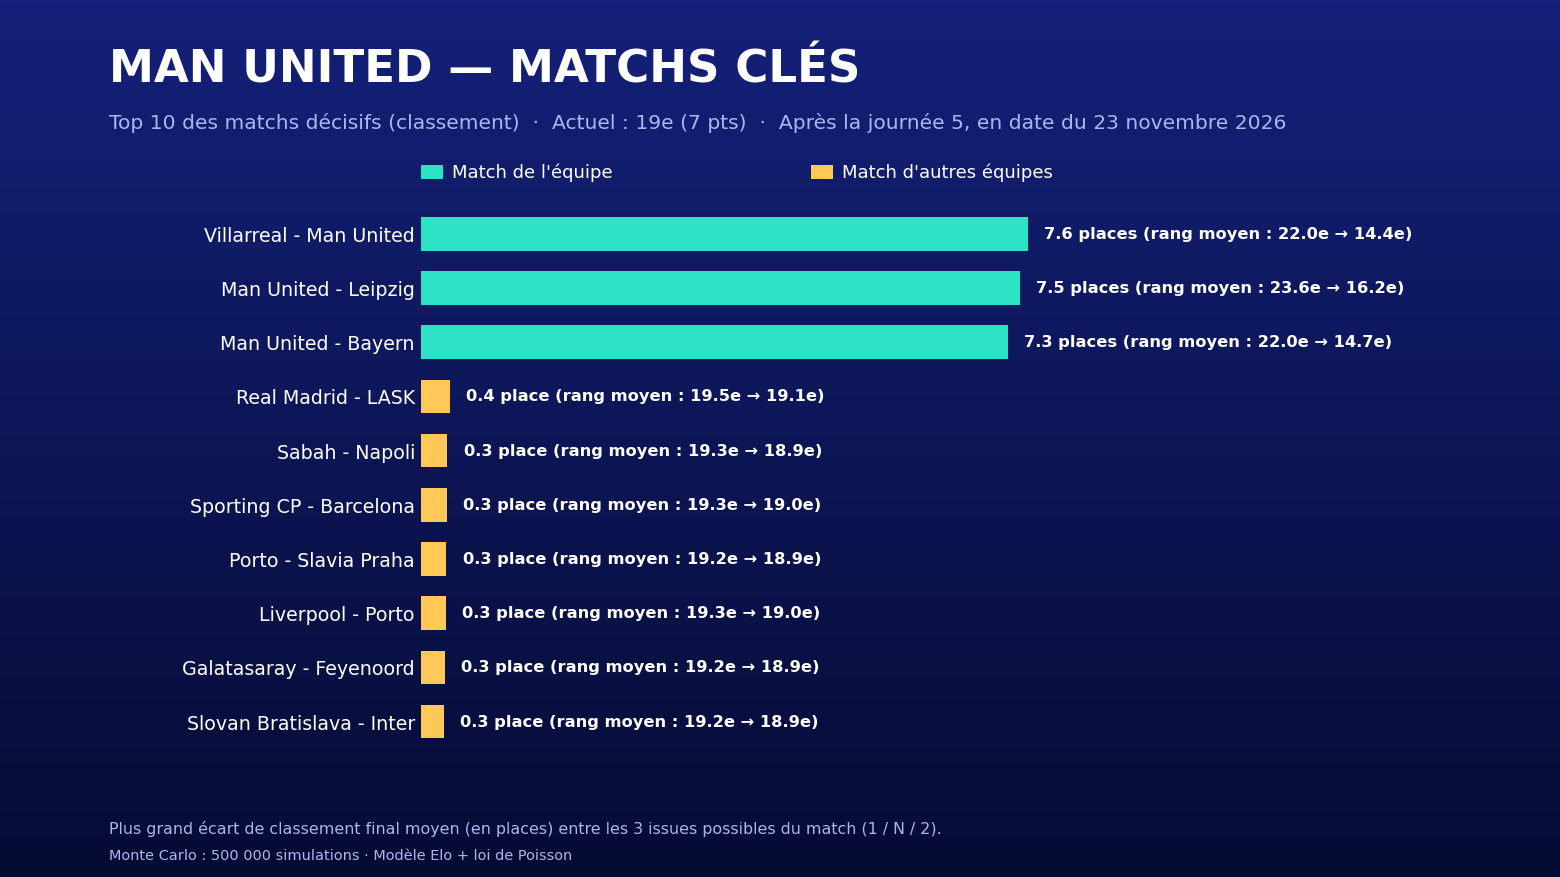 MAN UNITED — MATCHS CLÉS
Top 10 des matchs décisifs (classement) · Actuel : 19e (7 pts) · Après la journée 5, en date du 23 novembre 2026
Match de l'équipe Match d'autres équipes
Villarreal - Man United 7.6 places (rang moyen : 22.0e → 14.4e)
Man United - Leipzig 7.5 places (rang moyen : 23.6e → 16.2e)
Man United - Bayern 7.3 places (rang moyen : 22.0e → 14.7e)
Real Madrid - LASK 0.4 place (rang moyen : 19.5e → 19.1e)
Sabah - Napoli 0.3 place (rang moyen : 19.3e → 18.9e)
Sporting CP - Barcelona 0.3 place (rang moyen : 19.3e → 19.0e)
Porto - Slavia Praha 0.3 place (rang moyen : 19.2e → 18.9e)
Liverpool - Porto 0.3 place (rang moyen : 19.3e → 19.0e)
Galatasaray - Feyenoord 0.3 place (rang moyen : 19.2e → 18.9e)
Slovan Bratislava - Inter 0.3 place (rang moyen : 19.2e → 18.9e)
Plus grand écart de classement final moyen (en places) entre les 3 issues possibles du match (1 / N / 2).
Monte Carlo : 500 000 simulations · Modèle Elo + loi de Poisson